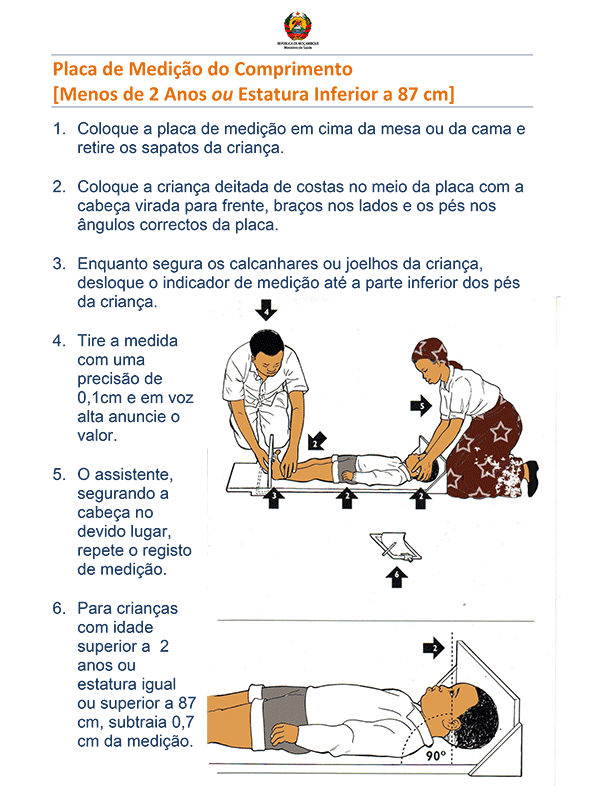 REPÚBLICA DE MOÇAMBIQUE
Ministério da Saúde
Placa de Medição do Comprimento
[Menos de 2 Anos ou Estatura Inferior a 87 cm]
1. Coloque a placa de medição em cima da mesa ou da cama e
retire os sapatos da criança.
2. Coloque a criança deitada de costas no meio da placa com a
cabeça virada para frente, braços nos lados e os pés nos
ângulos correctos da placa.
3. Enquanto segura os calcanhares ou joelhos da criança,
desloque o indicador de medição até a parte inferior dos pés
da criança.
4. Tire a medida
com uma
precisão de
0,1cm e em voz
alta anuncie o
valor.
5. O assistente,
segurando a
cabeça no
devido lugar,
repete o registo
de medição.
6. Para crianças
com idade
superior a 2
anos ou
estatura igual
ou superior a 87
cm, subtraia 0,7
cm da medição.
4
5
2
3
2
2
6
2
90°